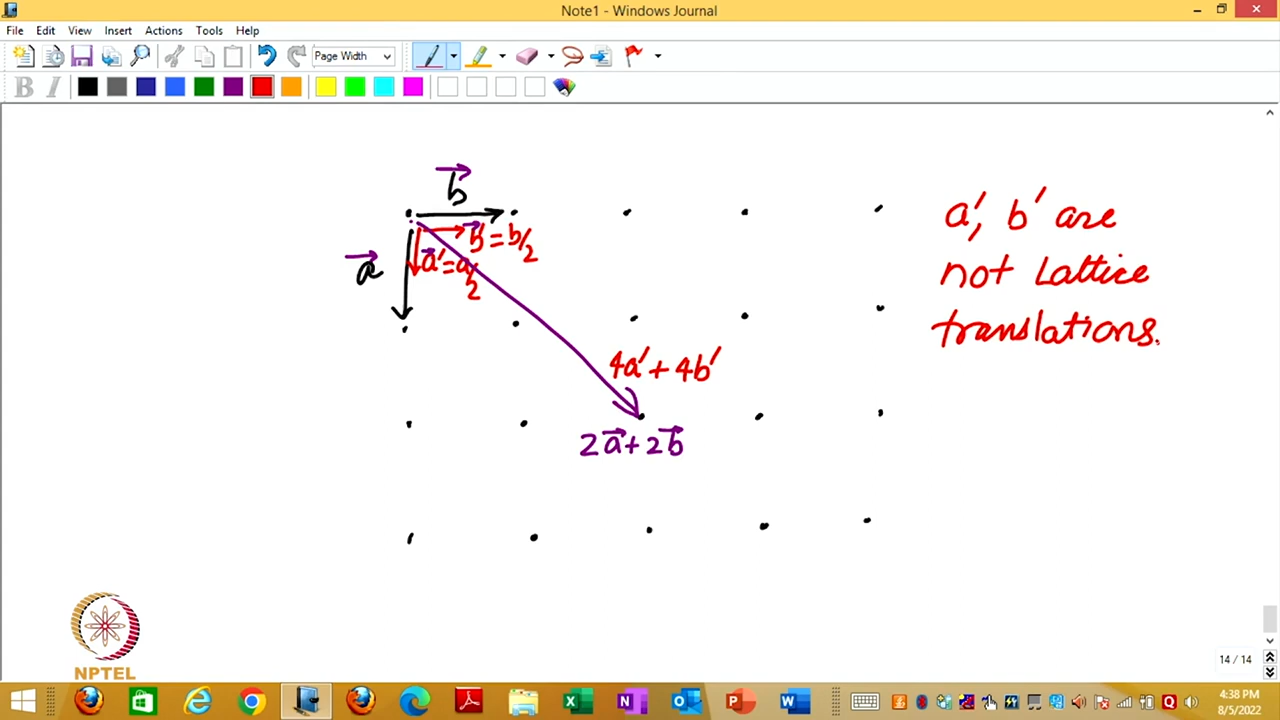 Note1 - Windows Journal
File Edit View Insert Actions Tools Help
Page Width
B I
b
a
b' = b/2
a' = a/2
4a' + 4b'
2a + 2b
a', b' are
not Lattice
translations.
NPTEL
14 / 14
4:38 PM
8/5/2022